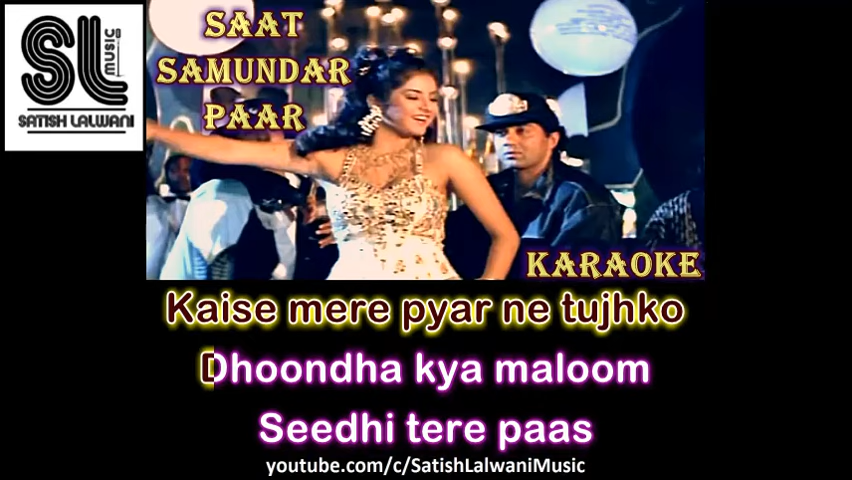 SL
MUSIC
SATISH LALWANI
SAAT
SAMUNDAR
PAAR
KARAOKE
Kaise mere pyar ne tujhko
Dhoondha kya maloom
Seedhi tere paas
youtube.com/c/SatishLalwaniMusic